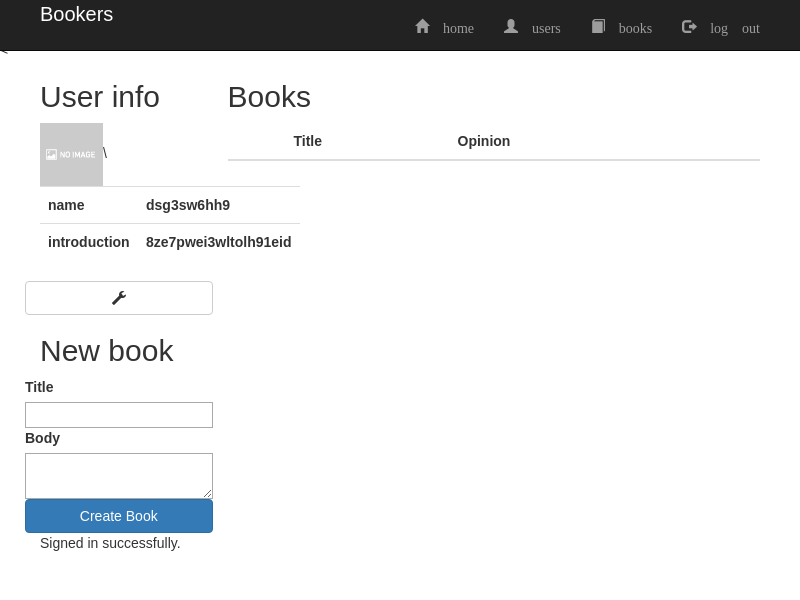 Bookers
home users books log out
<
User info
NO IMAGE \
name dsg3sw6hh9
introduction 8ze7pwei3wltolh91eid
New book
Title
Body
Create Book
Signed in successfully.
Books
Title Opinion